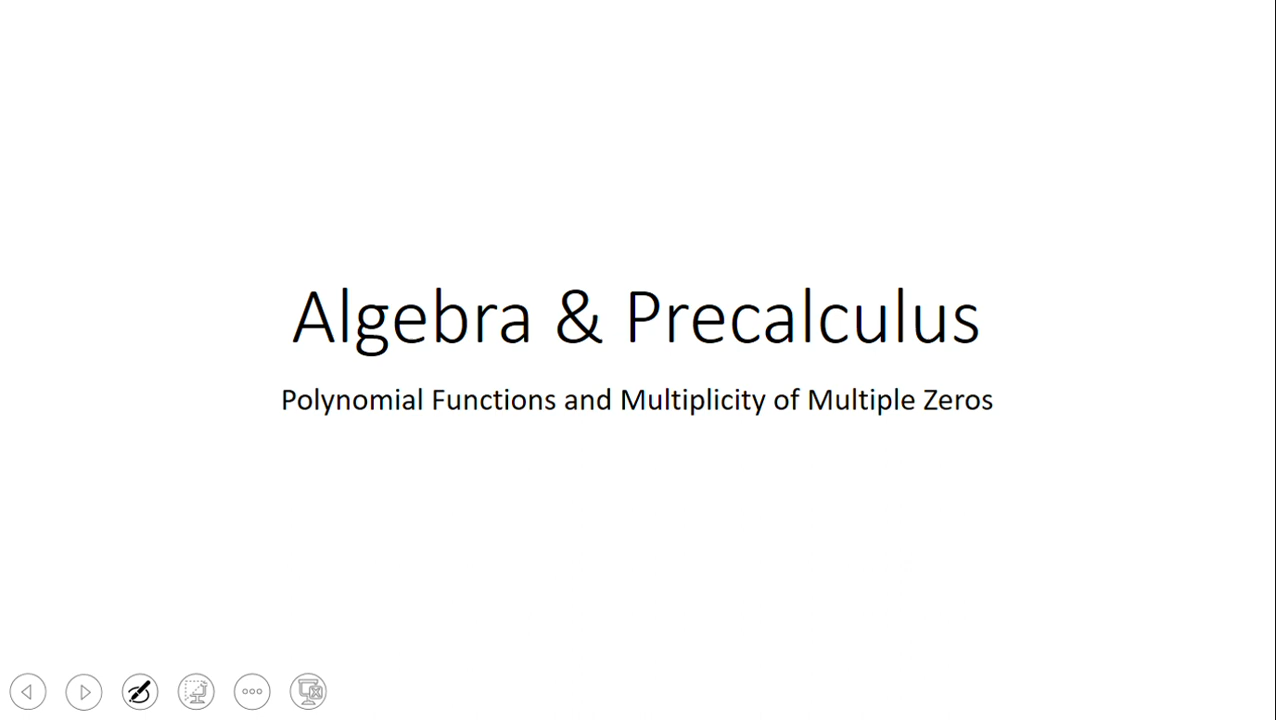 Algebra & Precalculus
Polynomial Functions and Multiplicity of Multiple Zeros